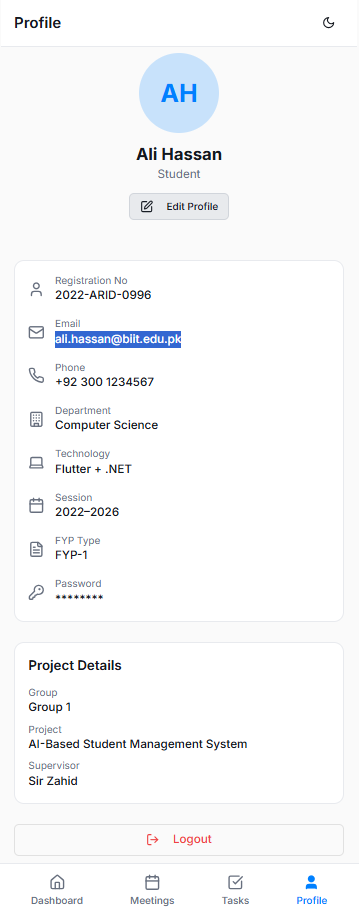 Profile
AH
Ali Hassan
Student
Edit Profile
Registration No
2022-ARID-0996
Email
ali.hassan@biit.edu.pk
Phone
+92 300 1234567
Department
Computer Science
Technology
Flutter + .NET
Session
2022–2026
FYP Type
FYP-1
Password
********
Project Details
Group
Group 1
Project
AI-Based Student Management System
Supervisor
Sir Zahid
Logout
Dashboard Meetings Tasks Profile